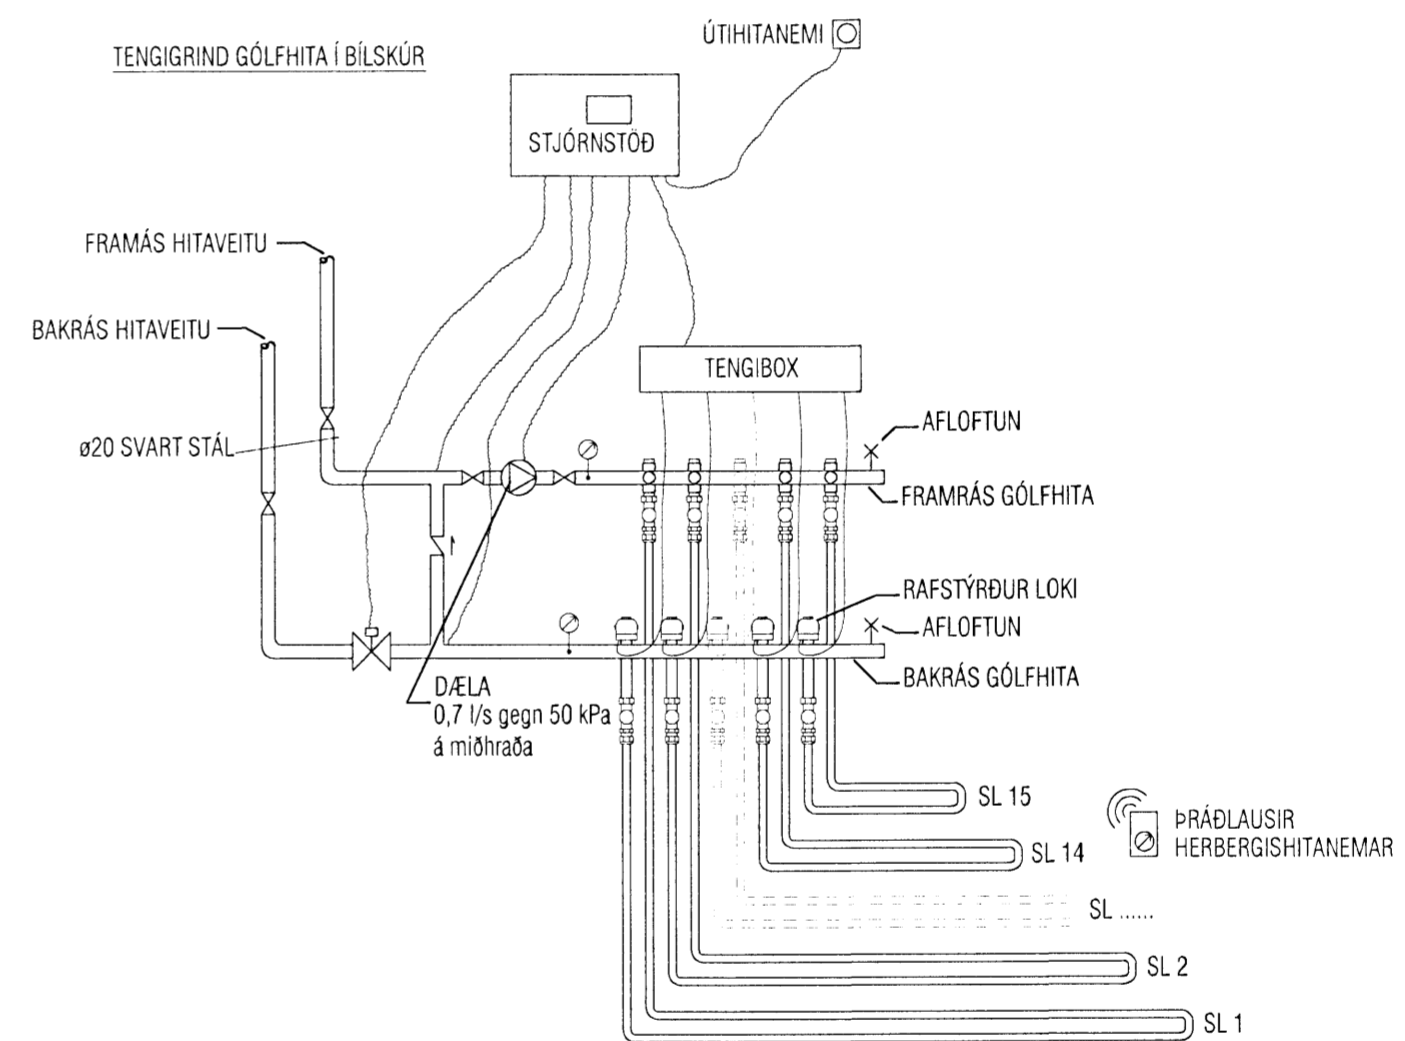 ÚTIHITANEMI
TENGIGRIND GÓLFHITA Í BÍLSKÚR
STJÓRNSTÖÐ
FRAMÁS HITAVEITU
BAKRÁS HITAVEITU
TENGIBOX
AFLOFTUN
ø20 SVART STÁL
FRAMRÁS GÓLFHITA
RAFSTÝRÐUR LOKI
AFLOFTUN
BAKRÁS GÓLFHITA
DÆLA
0,7 l/s gegn 50 kPa
á miðhraða
SL 15
ÞRÁÐLAUSIR
HERBERGISHITANEMAR
SL 14
SL ......
SL 2
SL 1